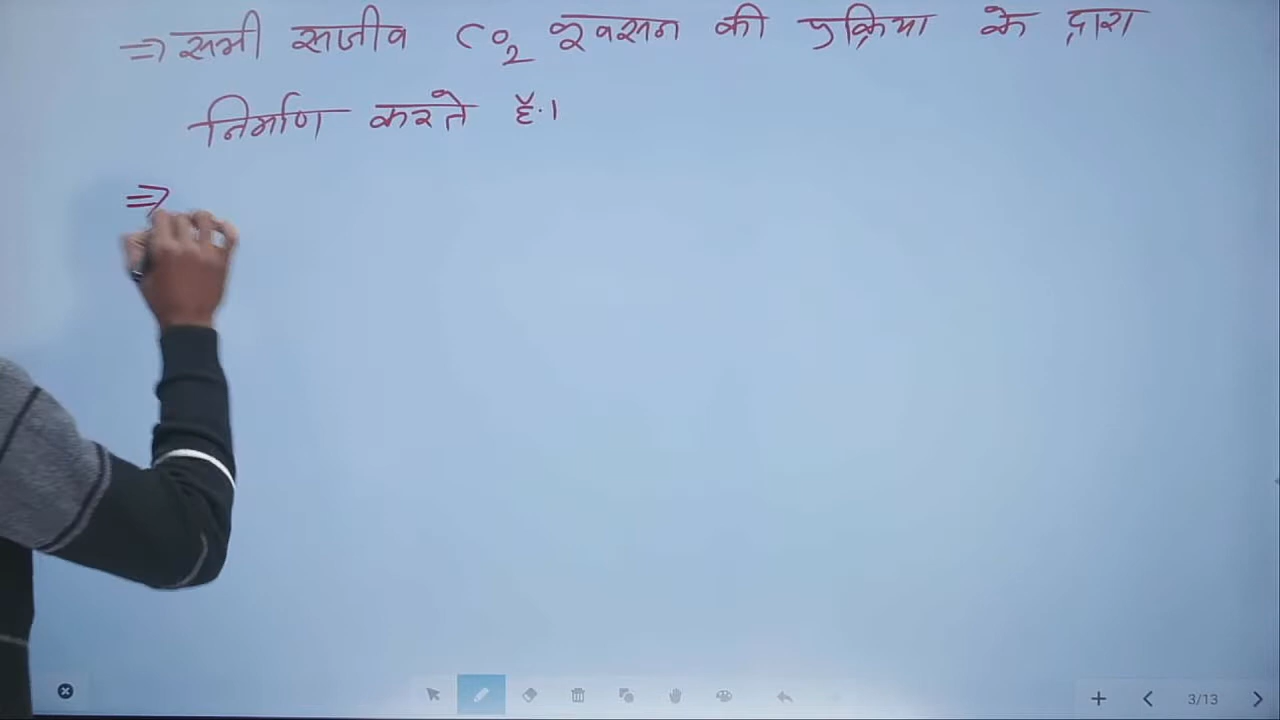 ⇒ सभी सजीव CO₂ श्वसन की प्रक्रिया के द्वारा
निर्माण करते हैं।
⇒
3/13